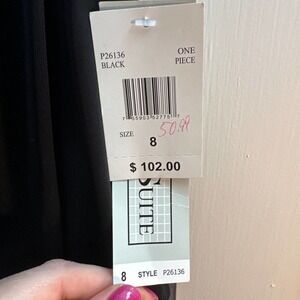 P26136 ONE
BLACK PIECE
SIZE 50.99
8
$ 102.00
SUITE
8 STYLE P26136